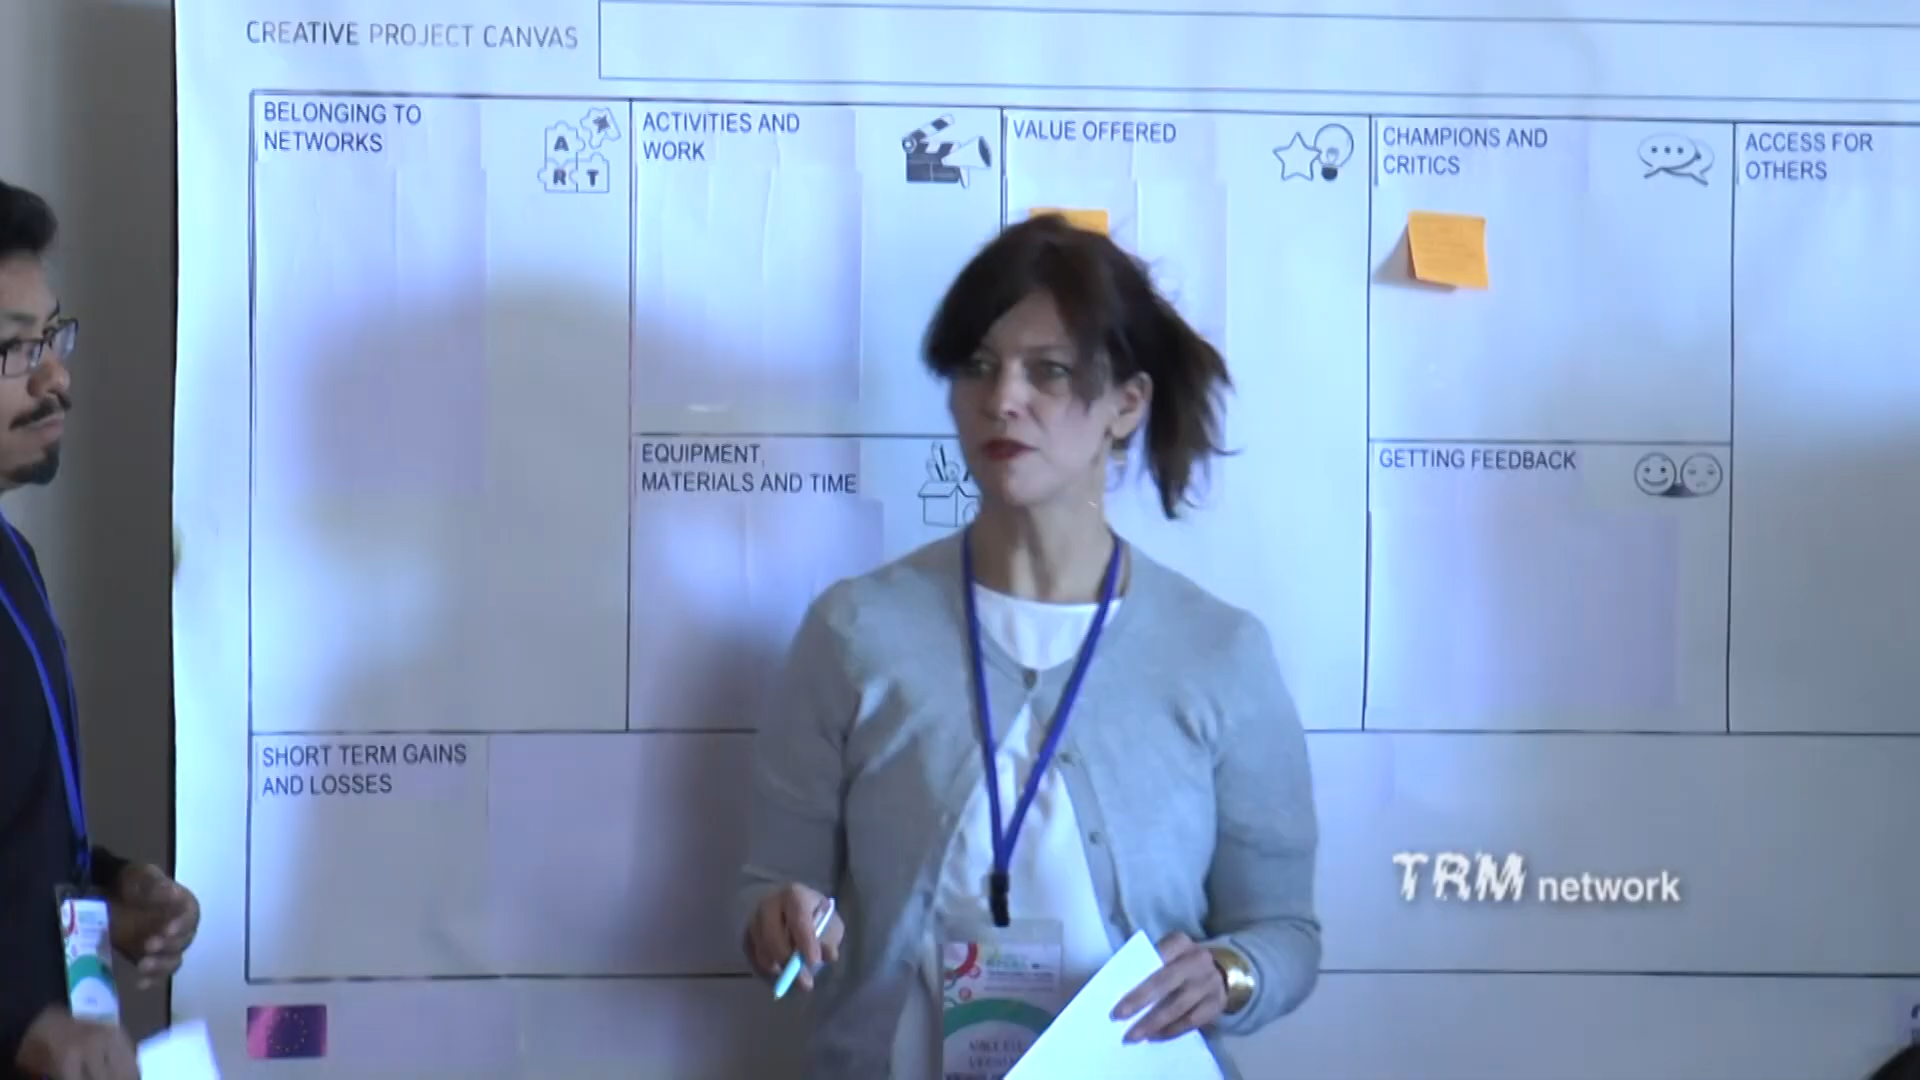 CREATIVE PROJECT CANVAS
BELONGING TO
NETWORKS
A
R T
ACTIVITIES AND
WORK
VALUE OFFERED
CHAMPIONS AND
CRITICS
ACCESS FOR
OTHERS
EQUIPMENT,
MATERIALS AND TIME
GETTING FEEDBACK
SHORT TERM GAINS
AND LOSSES
TRM network